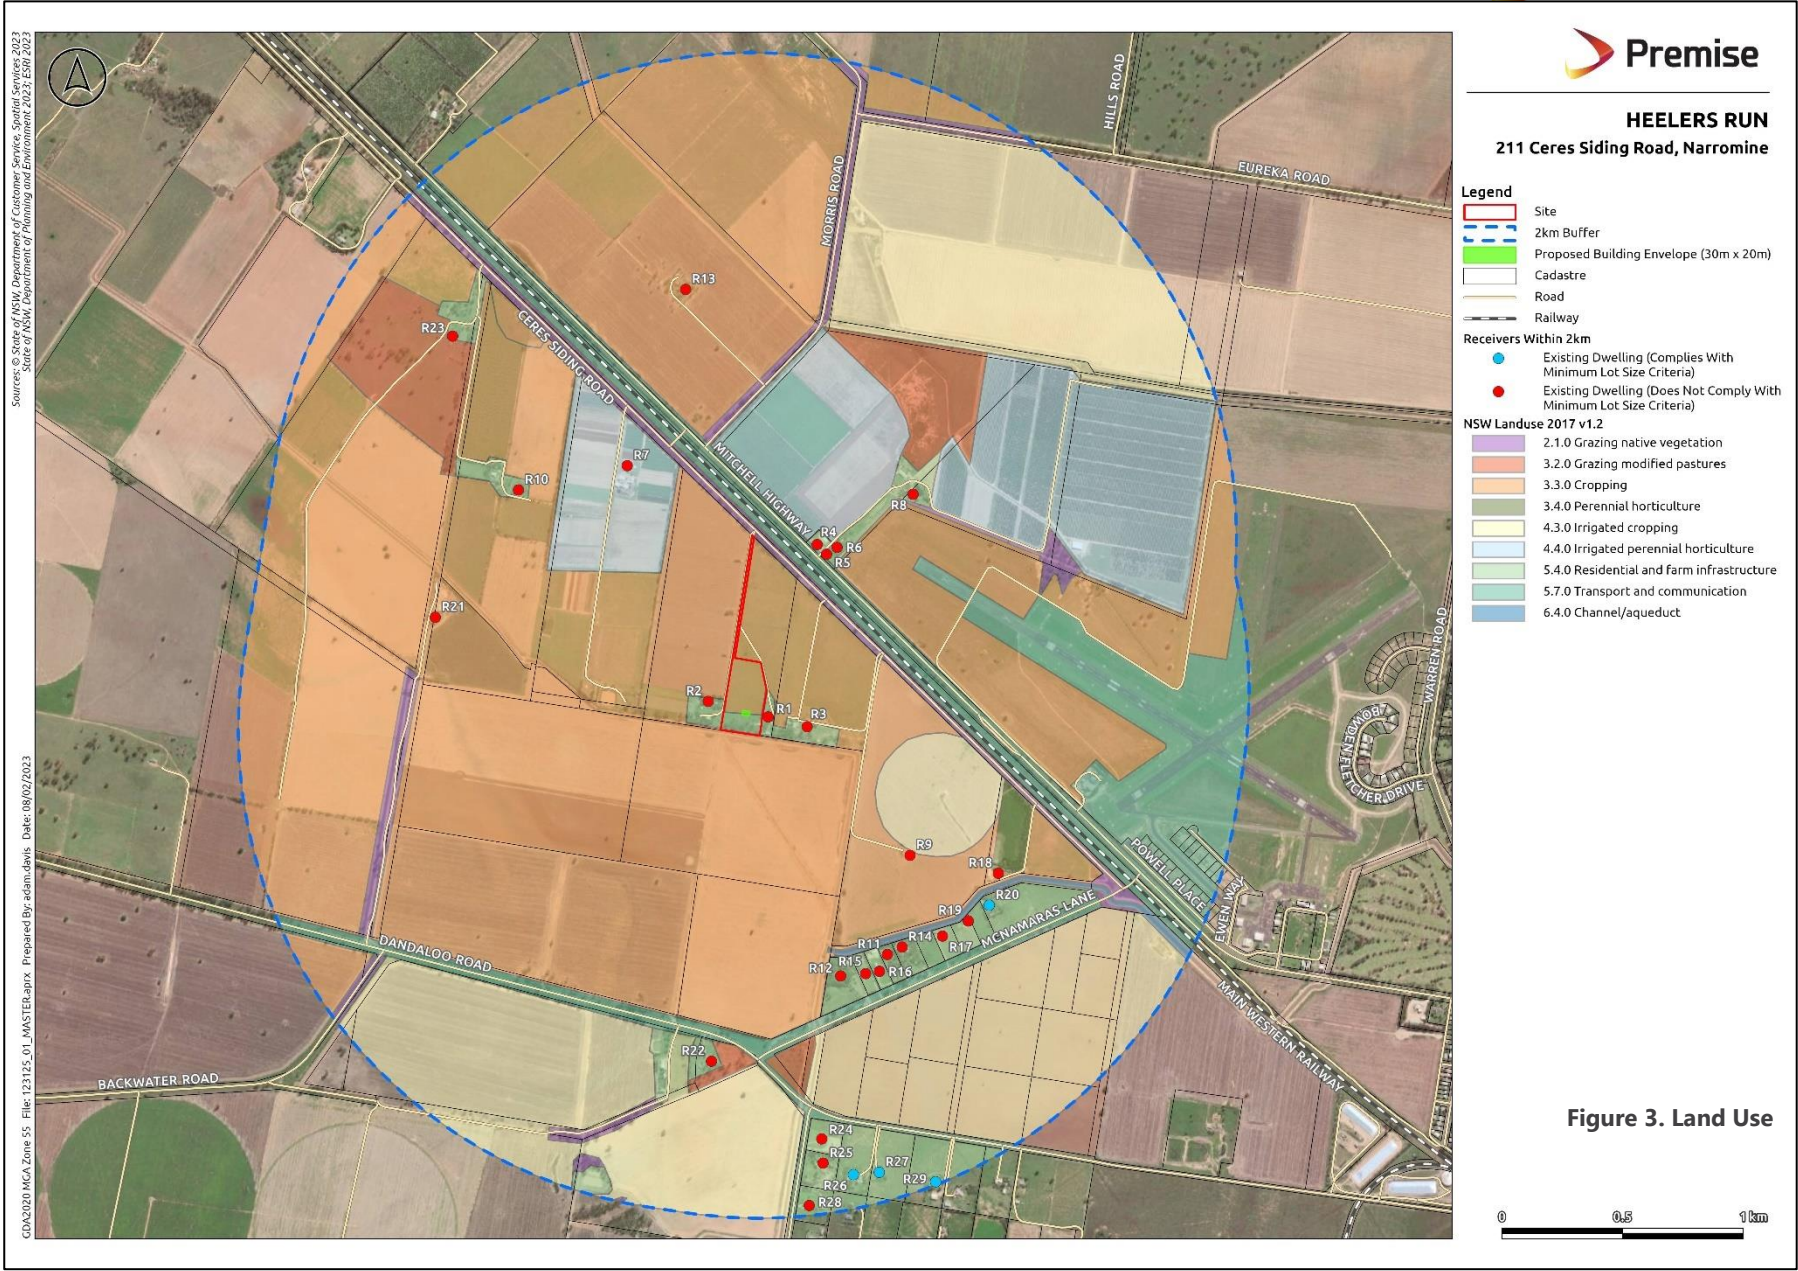 Sources: © State of NSW, Department of Customer Service, Spatial Services 2023
State of NSW, Department of Planning and Environment 2023; ESRI 2023
GDA2020 MGA Zone 55 File: 123125_01_MASTER.aprx Prepared By: adam.davis Date: 08/02/2023
HILLS ROAD
EUREKA ROAD
MORRIS ROAD
R13
CERES SIDING ROAD
R23
MITCHELL HIGHWAY
R7
R10
R8
R4
R6
R5
R21
WARREN ROAD
R2
R1
R3
BOWDEN FLETCHER DRIVE
R9
R18
POWELL PLACE
EWEN WAY
R20
R19
MCNAMARAS LANE
R14
R17
R11
R15
R12
R16
DANDALOO ROAD
MAIN WESTERN RAILWAY
R22
BACKWATER ROAD
R24
R25
R27
R26
R29
R28
Premise
HEELERS RUN
211 Ceres Siding Road, Narromine
Legend
Site
2km Buffer
Proposed Building Envelope (30m x 20m)
Cadastre
Road
Railway
Receivers Within 2km
Existing Dwelling (Complies With
Minimum Lot Size Criteria)
Existing Dwelling (Does Not Comply With
Minimum Lot Size Criteria)
NSW Landuse 2017 v1.2
2.1.0 Grazing native vegetation
3.2.0 Grazing modified pastures
3.3.0 Cropping
3.4.0 Perennial horticulture
4.3.0 Irrigated cropping
4.4.0 Irrigated perennial horticulture
5.4.0 Residential and farm infrastructure
5.7.0 Transport and communication
6.4.0 Channel/aqueduct
Figure 3. Land Use
0 0.5 1 km